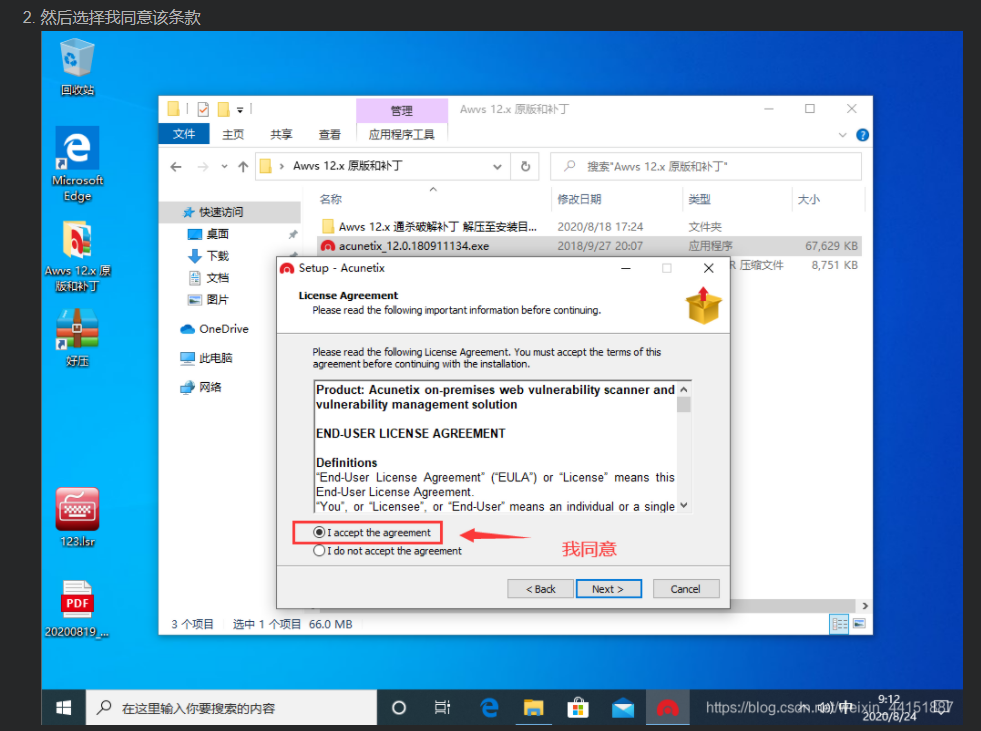 2. 然后选择我同意该条款
回收站
Microsoft
Edge
Awvs 12.x 原
版和补丁
好压
123.lsr
20200819_...
PDF
管理
Awvs 12.x 原版和补丁
文件 主页 共享 查看 应用程序工具
Awvs 12.x 原版和补丁
搜索"Awvs 12.x 原版和补丁"
名称 修改日期 类型 大小
快速访问
桌面
下载
文档
图片
OneDrive
此电脑
网络
Awvs 12.x 通杀破解补丁 解压至安装目... 2020/8/18 17:24 文件夹
acunetix_12.0.180911134.exe 2018/9/27 20:07 应用程序 67,629 KB
R 压缩文件 8,751 KB
Setup - Acunetix
License Agreement
Please read the following important information before continuing.
Please read the following License Agreement. You must accept the terms of this
agreement before continuing with the installation.
Product: Acunetix on-premises web vulnerability scanner and
vulnerability management solution
END-USER LICENSE AGREEMENT
Definitions
“End-User License Agreement” (“EULA”) or “License” means this
End-User License Agreement.
“You”, or “Licensee”, or “End-User” means an individual or a single
I accept the agreement
I do not accept the agreement
我同意
< Back Next > Cancel
3 个项目 选中 1 个项目 66.0 MB
在这里输入你要搜索的内容
中
9:12
2020/8/24